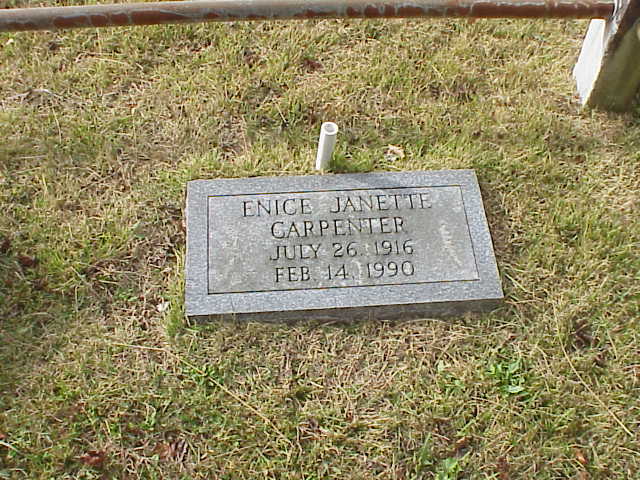 ENICE JANETTE
CARPENTER
JULY 26 1916
FEB 14 1990